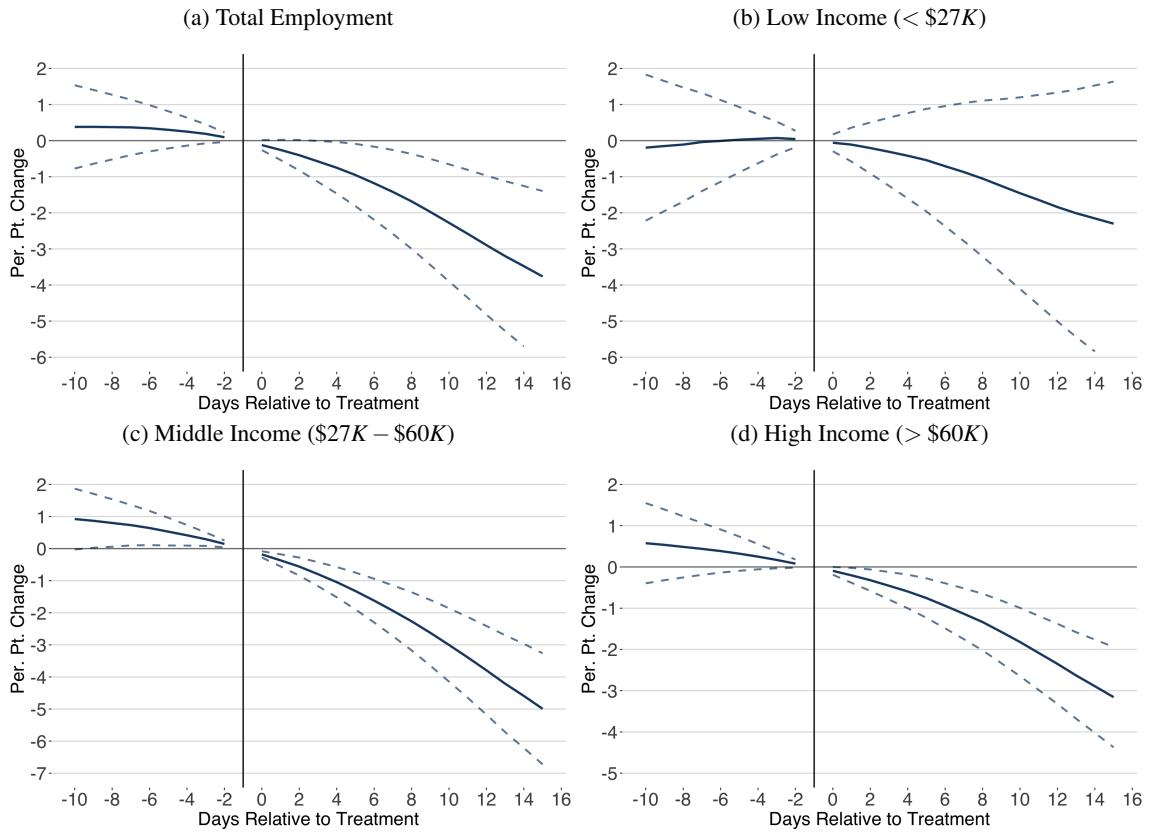 (a) Total Employment
Per. Pt. Change
2
1
0
-1
-2
-3
-4
-5
-6
-10 -8 -6 -4 -2 0 2 4 6 8 10 12 14 16
Days Relative to Treatment
(b) Low Income (< $27K)
Per. Pt. Change
2
1
0
-1
-2
-3
-4
-5
-6
-10 -8 -6 -4 -2 0 2 4 6 8 10 12 14 16
Days Relative to Treatment
(c) Middle Income ($27K – $60K)
Per. Pt. Change
2
1
0
-1
-2
-3
-4
-5
-6
-7
-10 -8 -6 -4 -2 0 2 4 6 8 10 12 14 16
Days Relative to Treatment
(d) High Income (> $60K)
Per. Pt. Change
2
1
0
-1
-2
-3
-4
-5
-10 -8 -6 -4 -2 0 2 4 6 8 10 12 14 16
Days Relative to Treatment